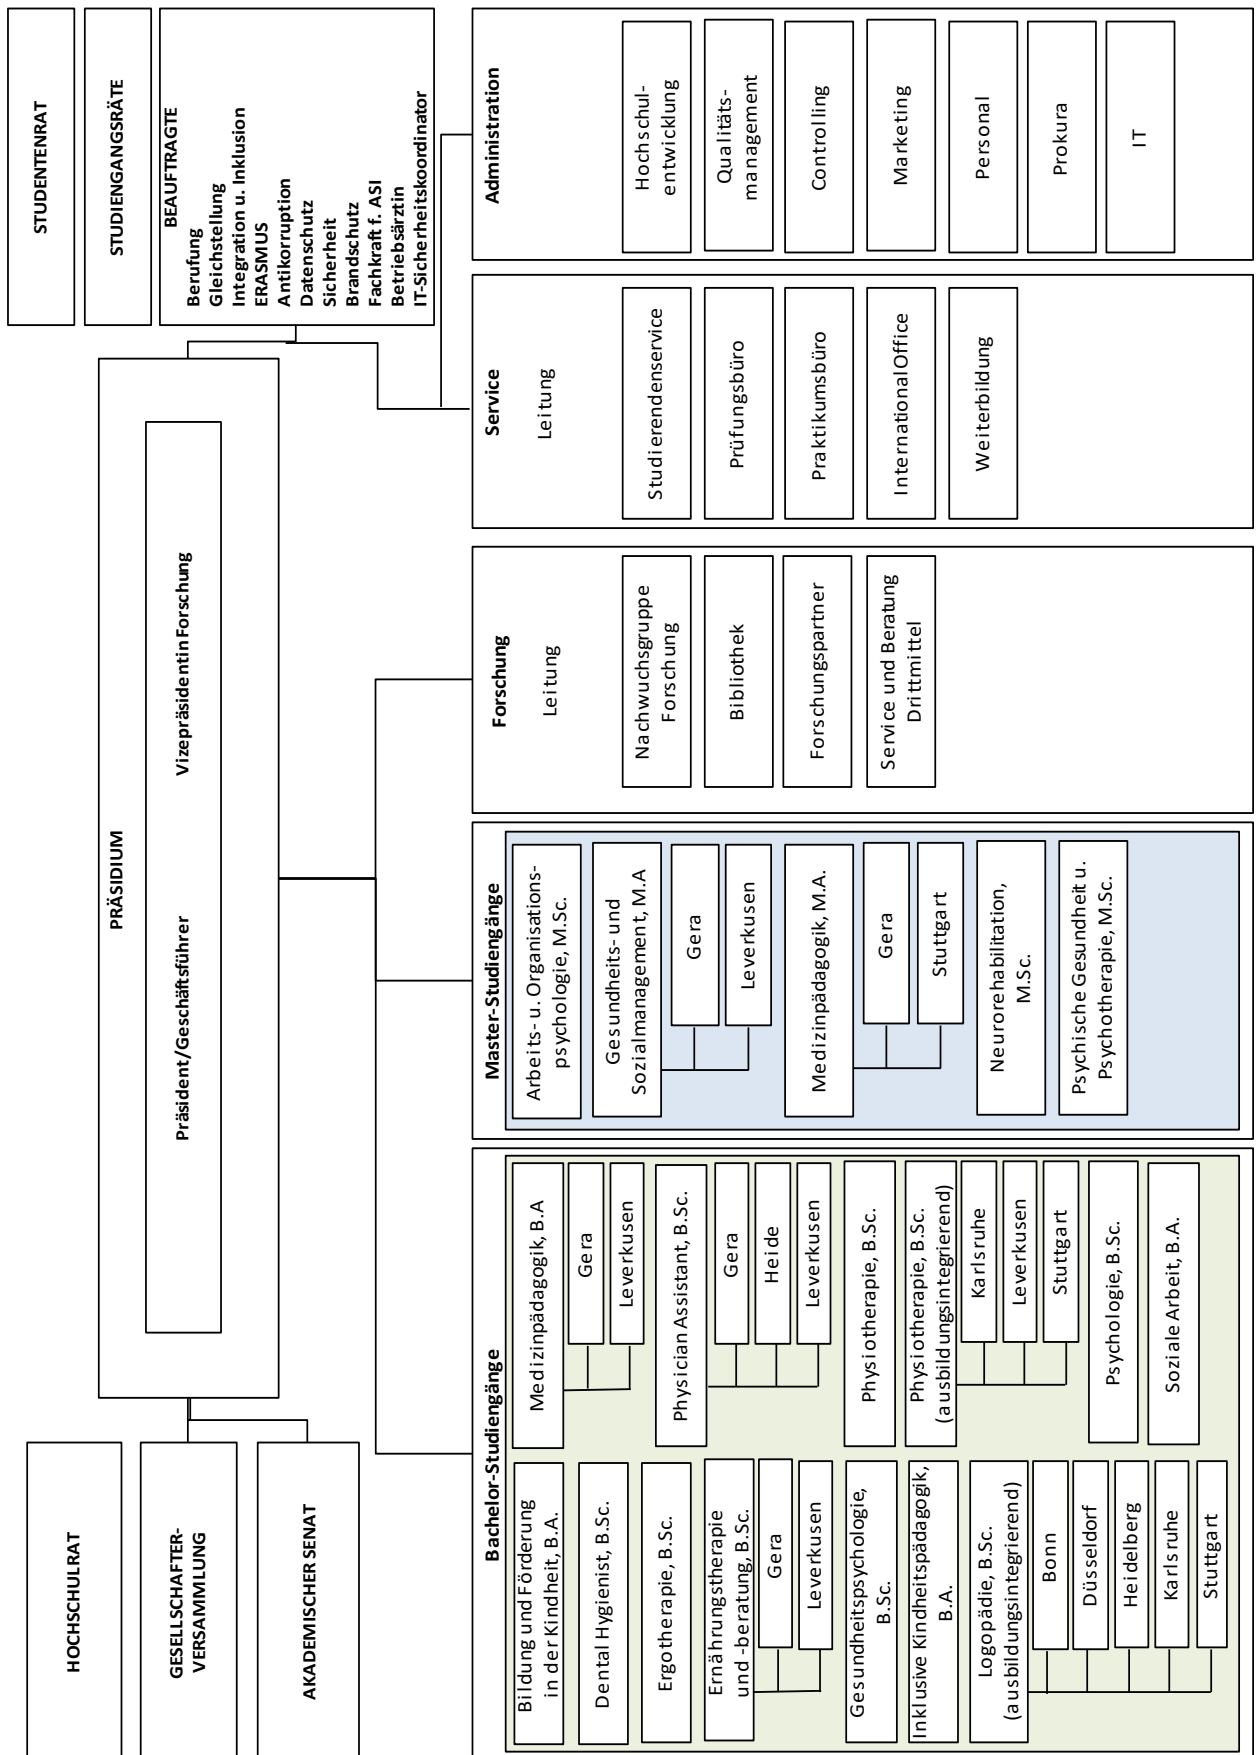 HOCHSCHULRAT
GESELLSCHAFTER-
VERSAMMLUNG
AKADEMISCHER SENAT
PRÄSIDIUM
Präsident/Geschäftsführer
Vizepräsidentin Forschung
STUDENTENRAT
STUDIENGANGSRÄTE
BEAUFTRAGTE
Berufung
Gleichstellung
Integration u. Inklusion
ERASMUS
Antikorruption
Datenschutz
Sicherheit
Brandschutz
Fachkraft f. ASI
Betriebsärztin
IT-Sicherheitskoordinator
Bachelor-Studiengänge
Bildung und Förderung
in der Kindheit, B.A.
Dental Hygienist, B.Sc.
Ergotherapie, B.Sc.
Ernährungstherapie
und -beratung, B.Sc.
Gera
Leverkusen
Gesundheitspsychologie,
B.Sc.
Inklusive Kindheitspädagogik,
B.A.
Logopädie, B.Sc.
(ausbildungsintegrierend)
Bonn
Düsseldorf
Heidelberg
Karlsruhe
Stuttgart
Medizinpädagogik, B.A
Gera
Leverkusen
Physician Assistant, B.Sc.
Gera
Heide
Leverkusen
Physiotherapie, B.Sc.
Physiotherapie, B.Sc.
(ausbildungsintegrierend)
Karlsruhe
Leverkusen
Stuttgart
Psychologie, B.Sc.
Soziale Arbeit, B.A.
Master-Studiengänge
Arbeits- u. Organisations-
psychologie, M.Sc.
Gesundheits- und
Sozialmanagement, M.A
Gera
Leverkusen
Medizinpädagogik, M.A.
Gera
Stuttgart
Neurorehabilitation,
M.Sc.
Psychische Gesundheit u.
Psychotherapie, M.Sc.
Forschung
Leitung
Nachwuchsgruppe
Forschung
Bibliothek
Forschungspartner
Service und Beratung
Drittmittel
Service
Leitung
Studierendenservice
Prüfungsbüro
Praktikumsbüro
International Office
Weiterbildung
Administration
Hochschul-
entwicklung
Qualitäts-
management
Controlling
Marketing
Personal
Prokura
IT